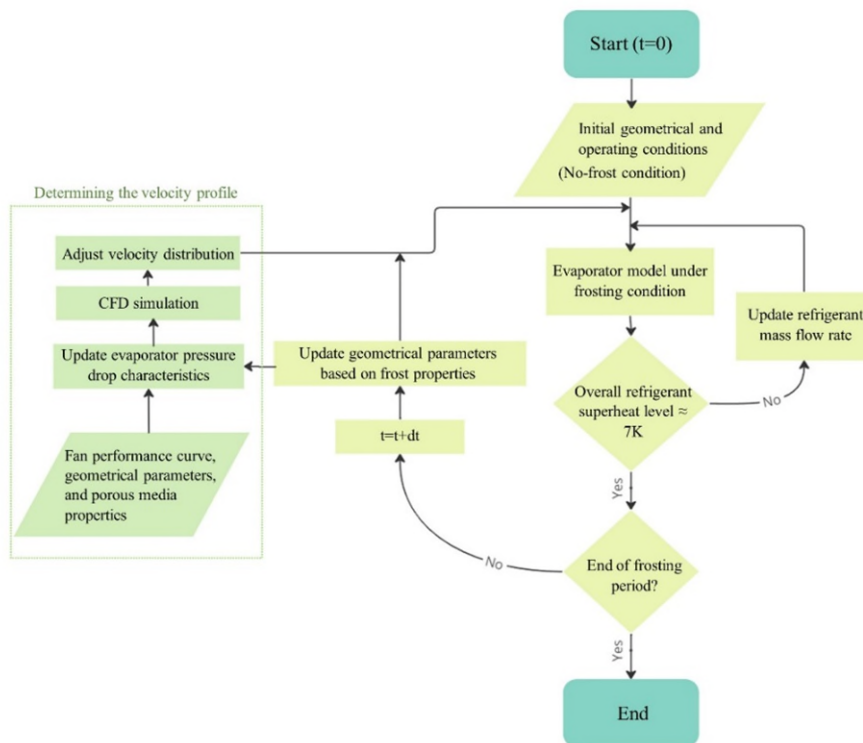 Start (t=0)
Initial geometrical and
operating conditions
(No-frost condition)
Determining the velocity profile
Adjust velocity distribution
CFD simulation
Update evaporator pressure
drop characteristics
Fan performance curve,
geometrical parameters,
and porous media
properties
Update geometrical parameters
based on frost properties
t=t+dt
Evaporator model under
frosting condition
Update refrigerant
mass flow rate
Overall refrigerant
superheat level ≈
7K
No
Yes
End of frosting
period?
No
Yes
End